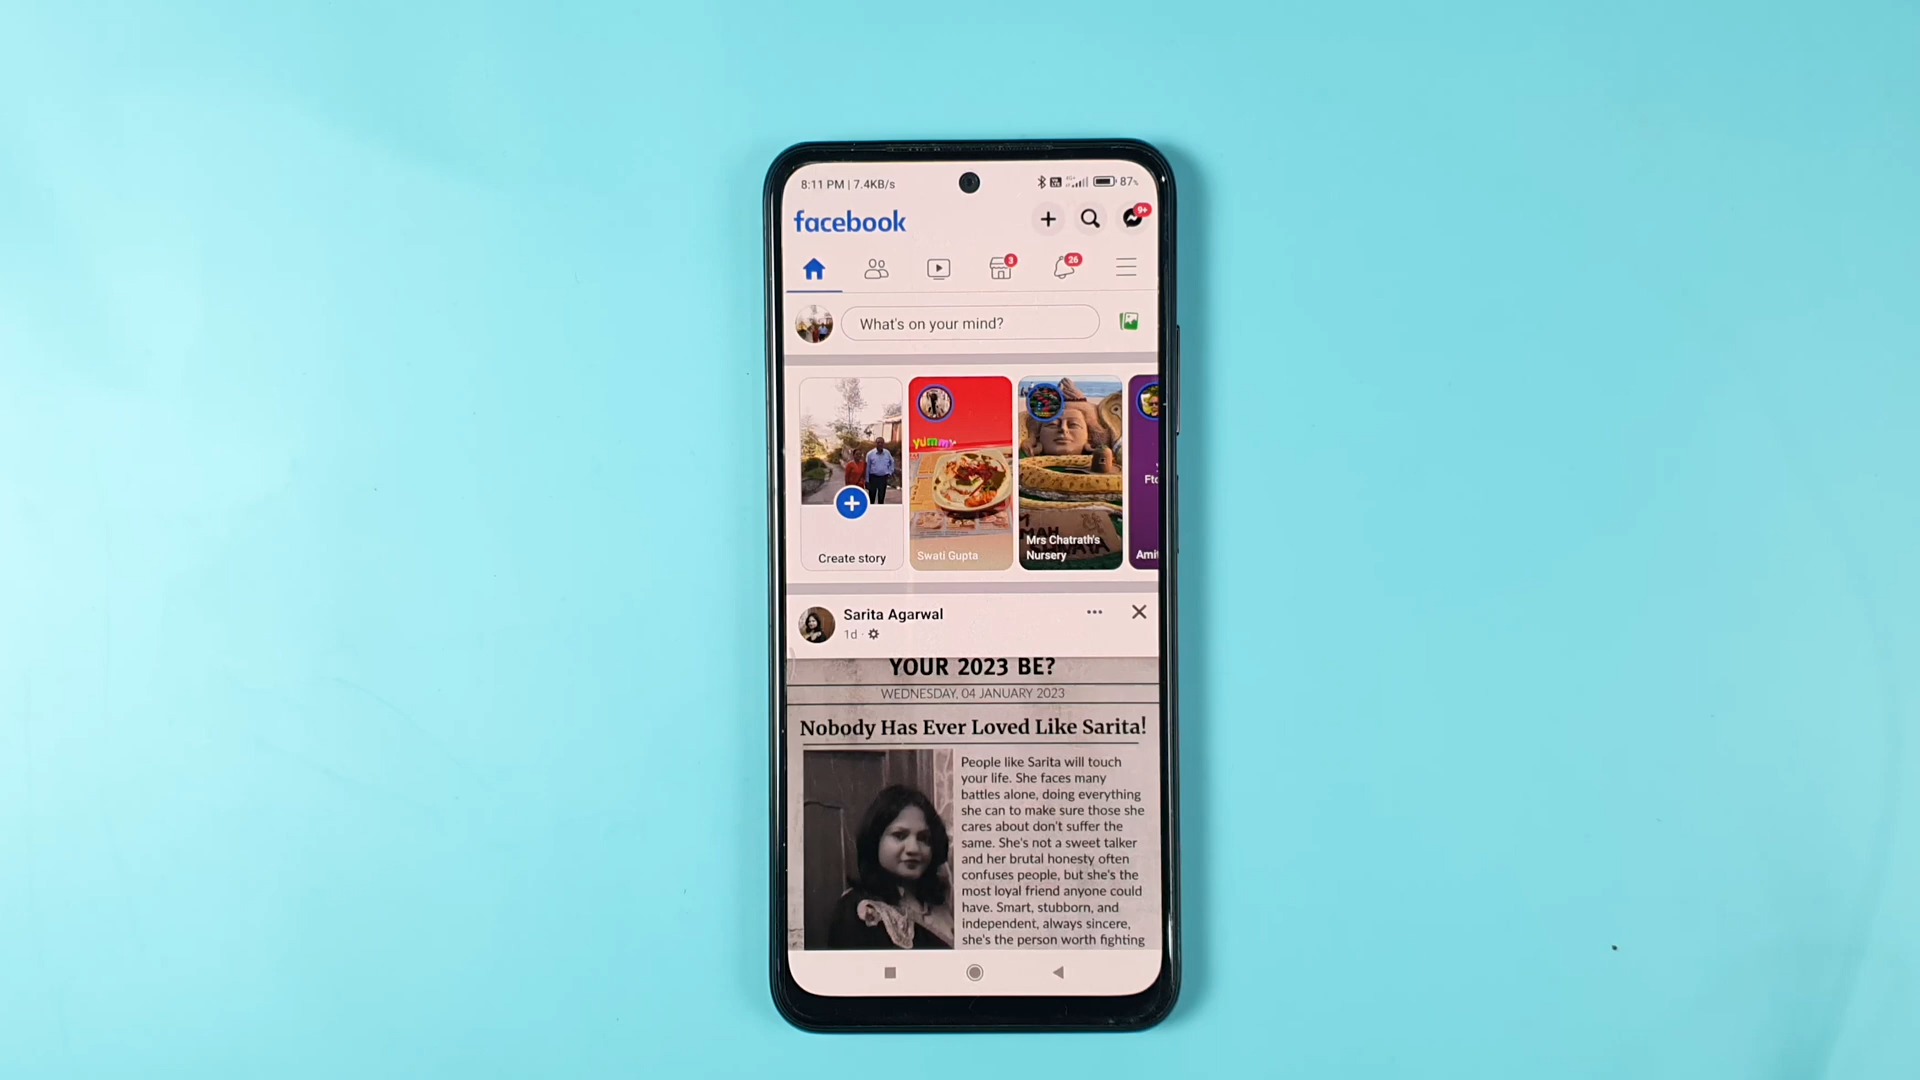 8:11 PM | 7.4KB/s
87%
facebook
9+
3
26
What's on your mind?
yummy
Create story
Swati Gupta
Mrs Chatrath's
Nursery
Sarita Agarwal
1d
YOUR 2023 BE?
WEDNESDAY, 04 JANUARY 2023
Nobody Has Ever Loved Like Sarita!
People like Sarita will touch
your life. She faces many
battles alone, doing everything
she can to make sure those she
cares about don't suffer the
same. She's not a sweet talker
and her brutal honesty often
confuses people, but she's the
most loyal friend anyone could
have. Smart, stubborn, and
independent, always sincere,
she's the person worth fighting